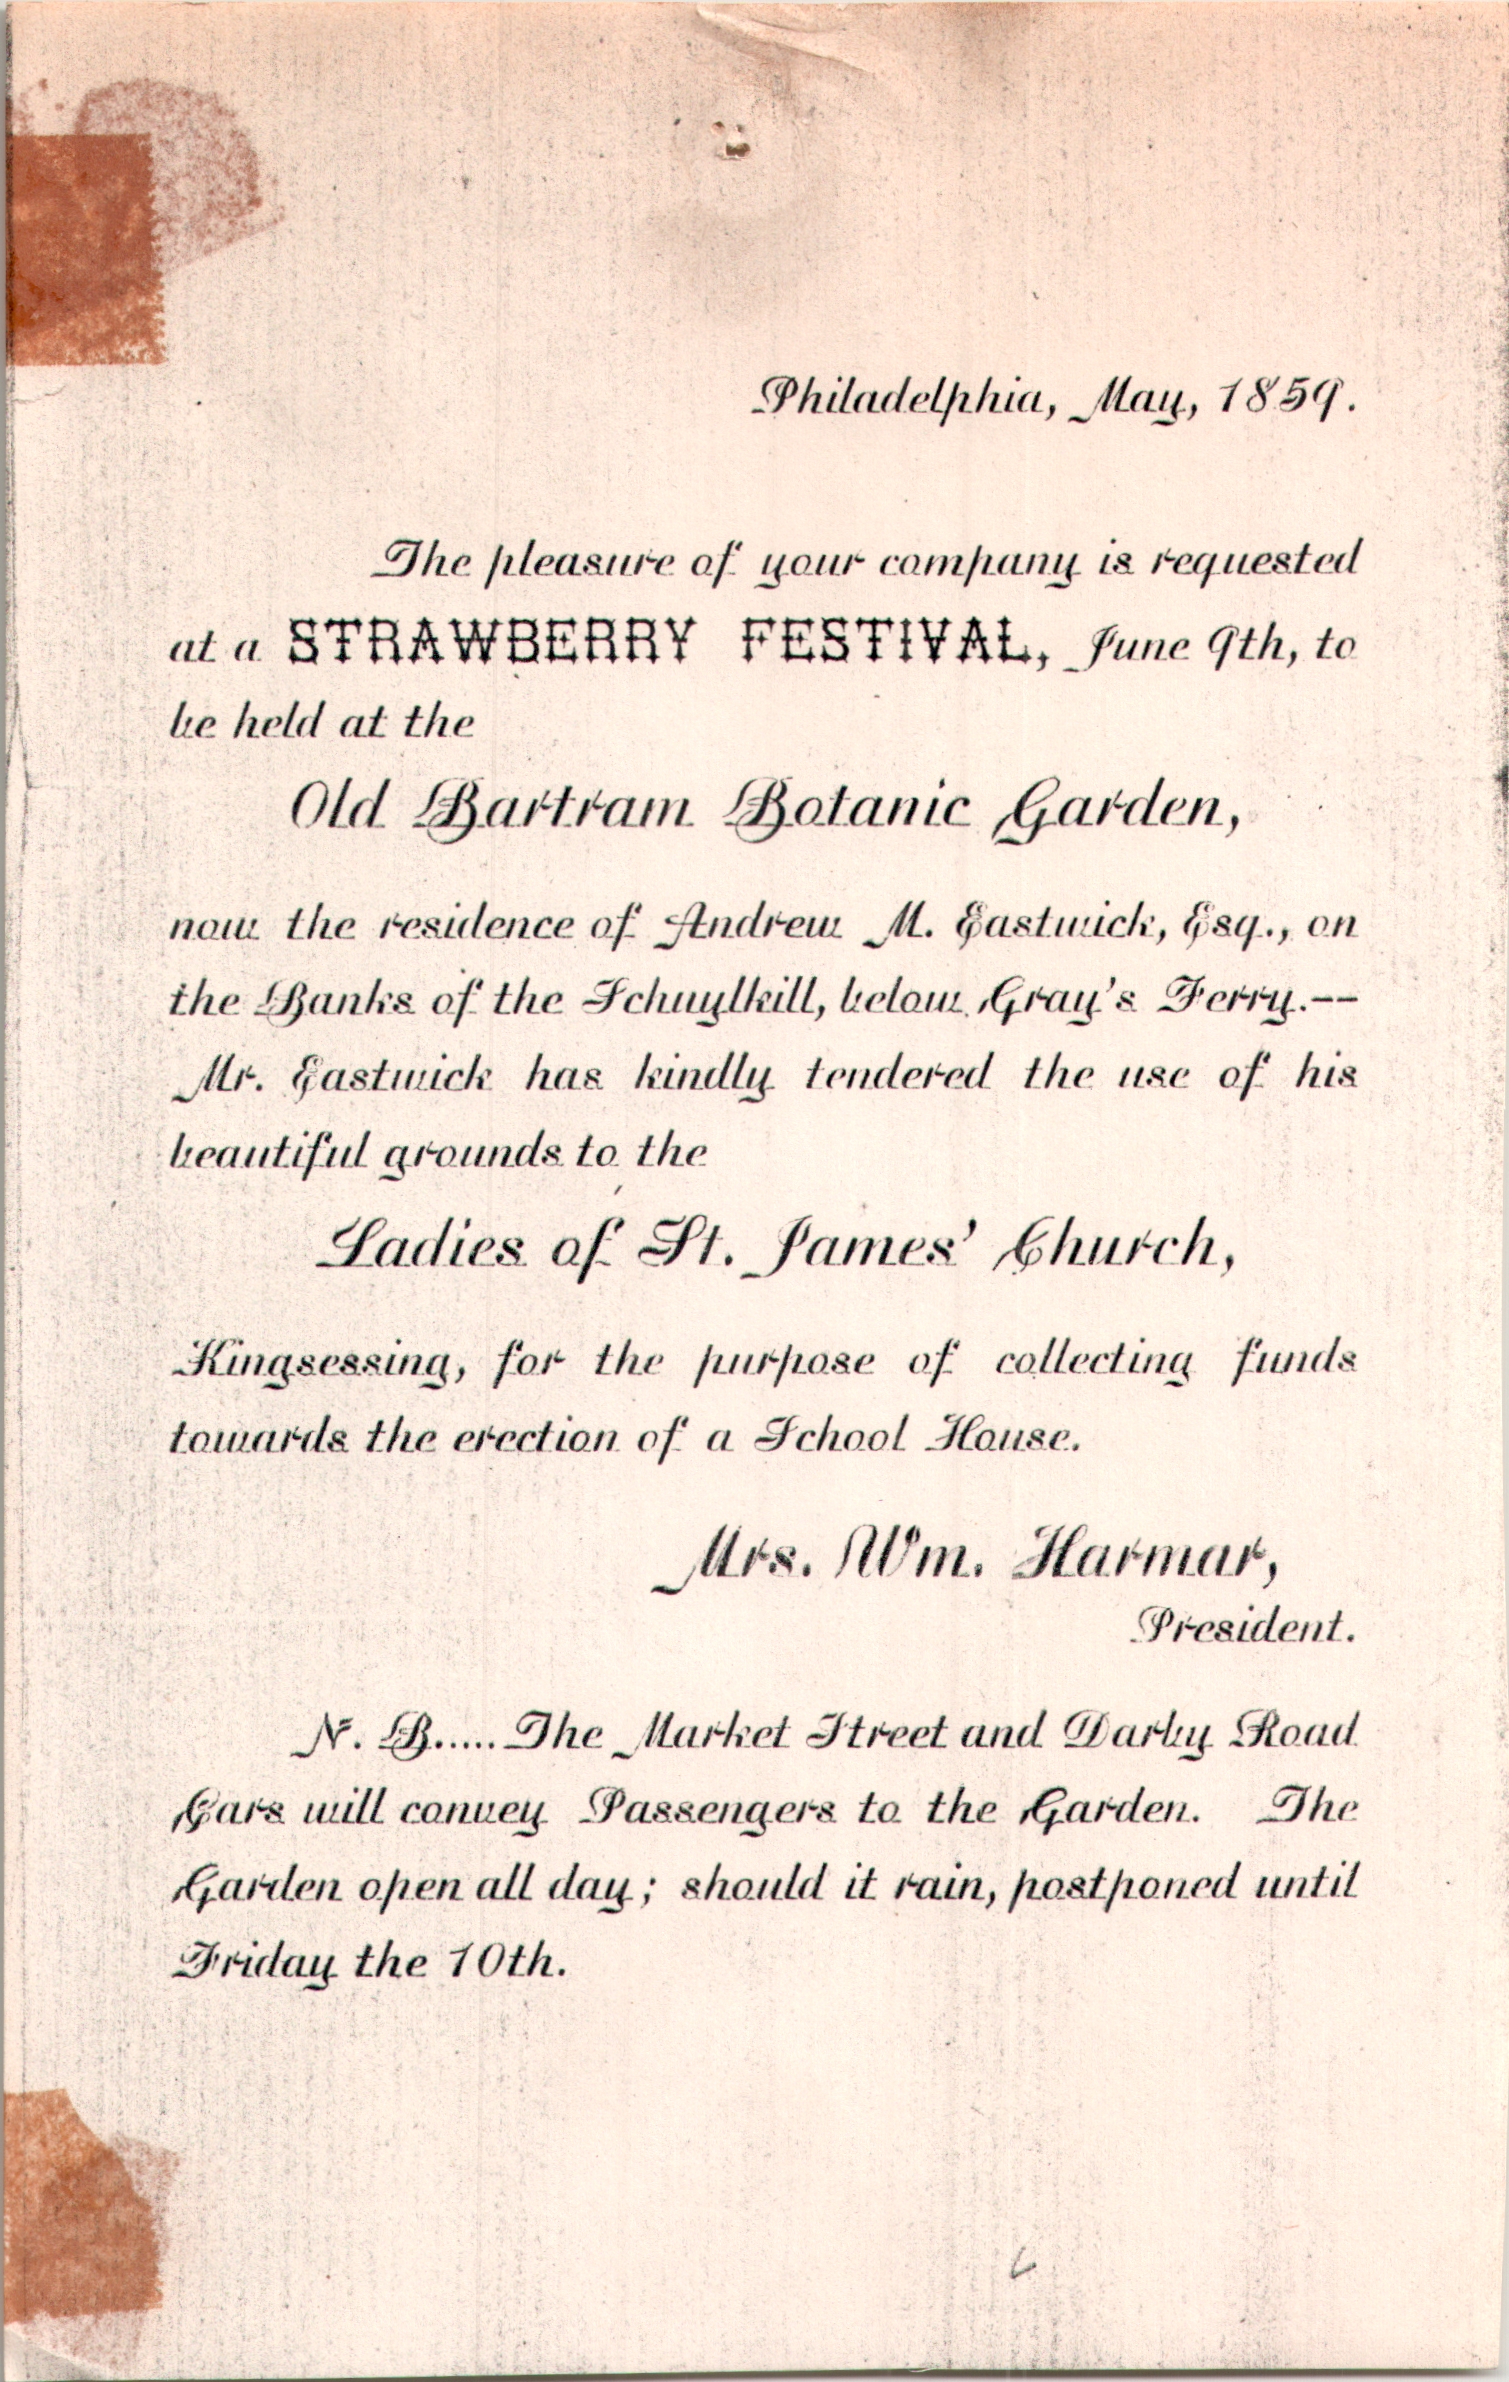 Philadelphia, May, 1859.
The pleasure of your company is requested
at a STRAWBERRY FESTIVAL, June 9th, to
be held at the
Old Bartram Botanic Garden,
now the residence of Andrew M. Eastwick, Esq., on
the Banks of the Schuylkill, below Gray's Ferry.--
Mr. Eastwick has kindly tendered the use of his
beautiful grounds to the
Ladies of St. James' Church,
Kingsessing, for the purpose of collecting funds
towards the erection of a School House.
Mrs. Wm. Harmar,
President.
N. B.....The Market Street and Darby Road
Cars will convey Passengers to the Garden. The
Garden open all day; should it rain, postponed until
Friday the 10th.